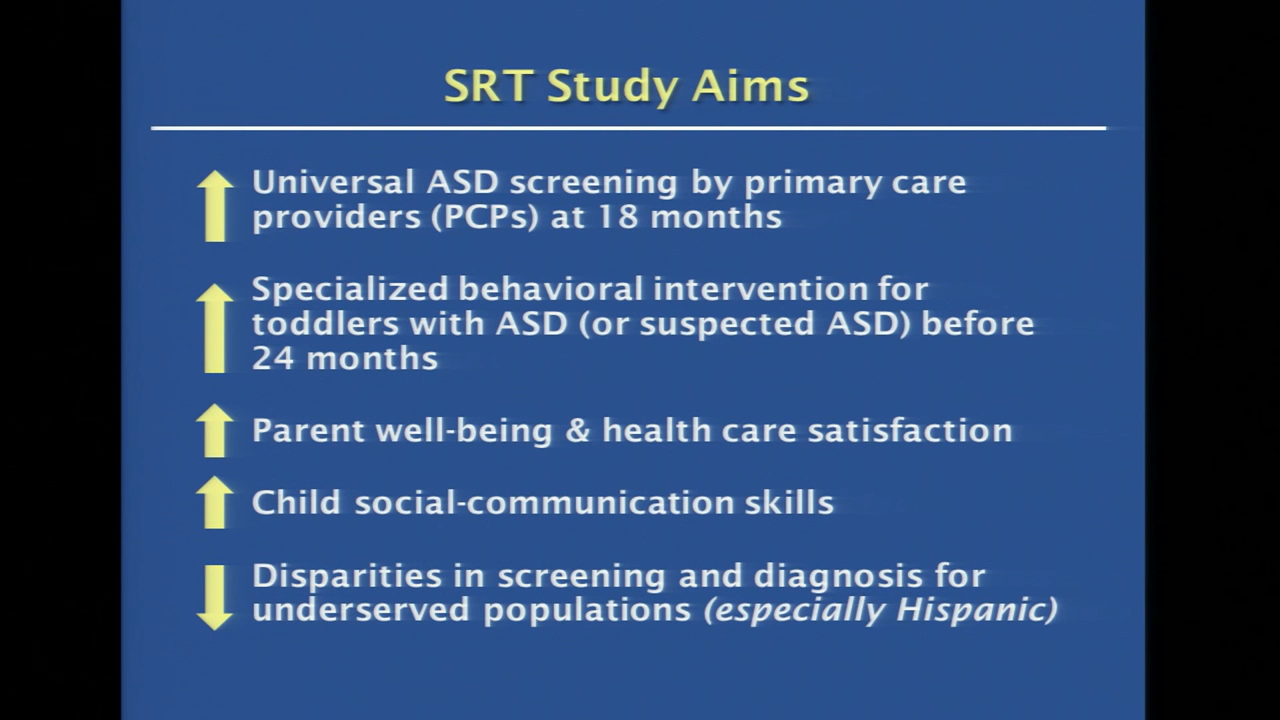 SRT Study Aims
Universal ASD screening by primary care
providers (PCPs) at 18 months
Specialized behavioral intervention for
toddlers with ASD (or suspected ASD) before
24 months
Parent well-being & health care satisfaction
Child social-communication skills
Disparities in screening and diagnosis for
underserved populations (especially Hispanic)